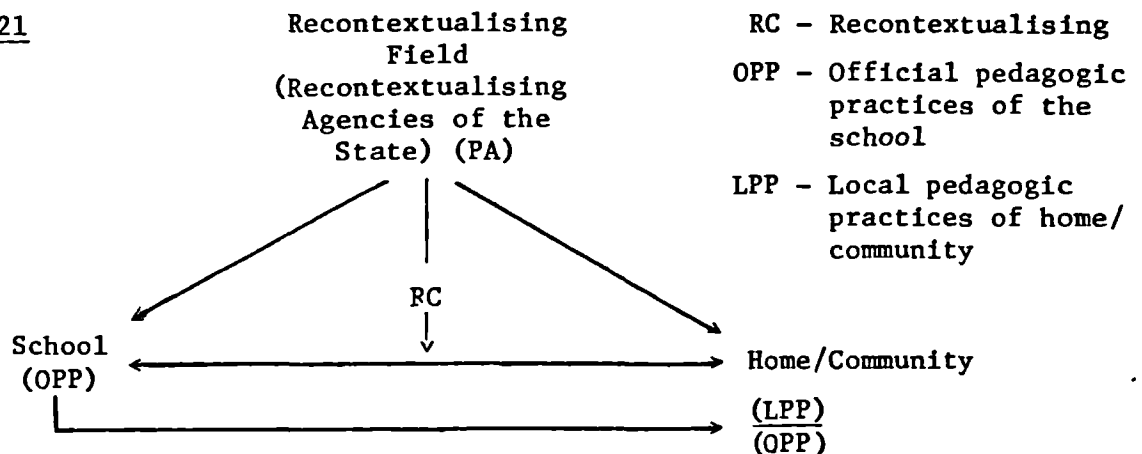 21
Recontextualising
Field
(Recontextualising
Agencies of the
State) (PA)
RC – Recontextualising
OPP – Official pedagogic
practices of the
school
LPP – Local pedagogic
practices of home/
community
RC
School
(OPP)
Home/Community
(LPP)
(OPP)